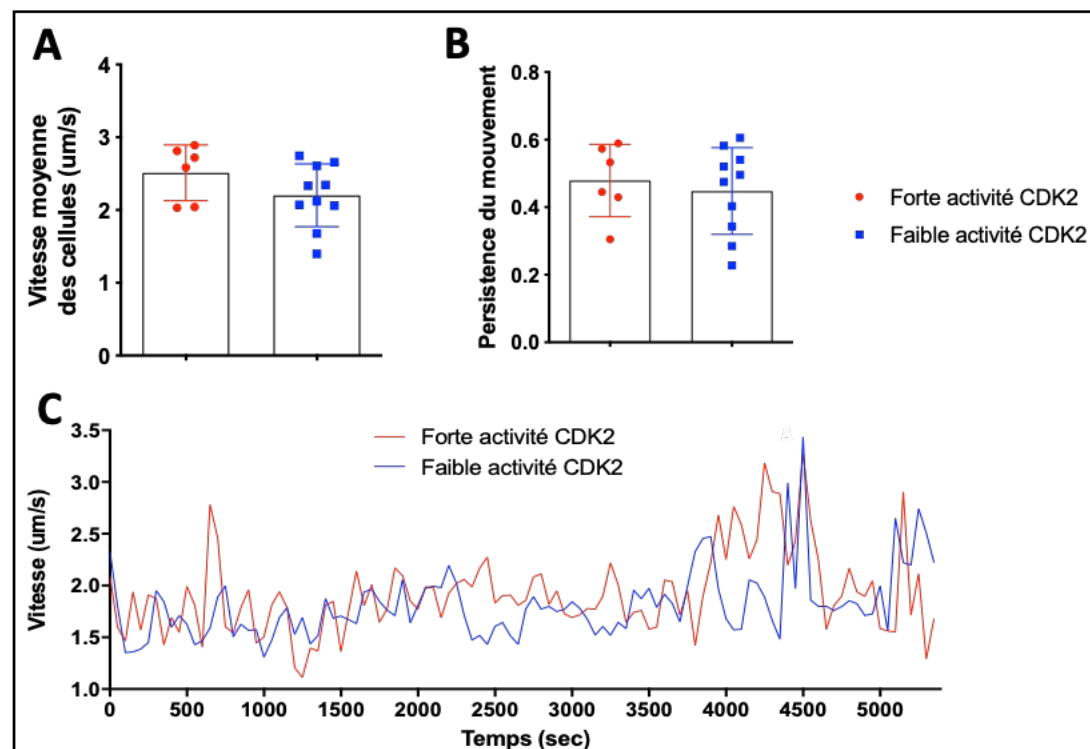 A
Vitesse moyenne
des cellules (um/s)
4
3
2
1
0
B
Persistence du mouvement
0.8
0.6
0.4
0.2
0.0
Forte activité CDK2
Faible activité CDK2
C
Forte activité CDK2
Faible activité CDK2
A
Vitesse (um/s)
3.5
3.0
2.5
2.0
1.5
1.0
0 500 1000 1500 2000 2500 3000 3500 4000 4500 5000
Temps (sec)